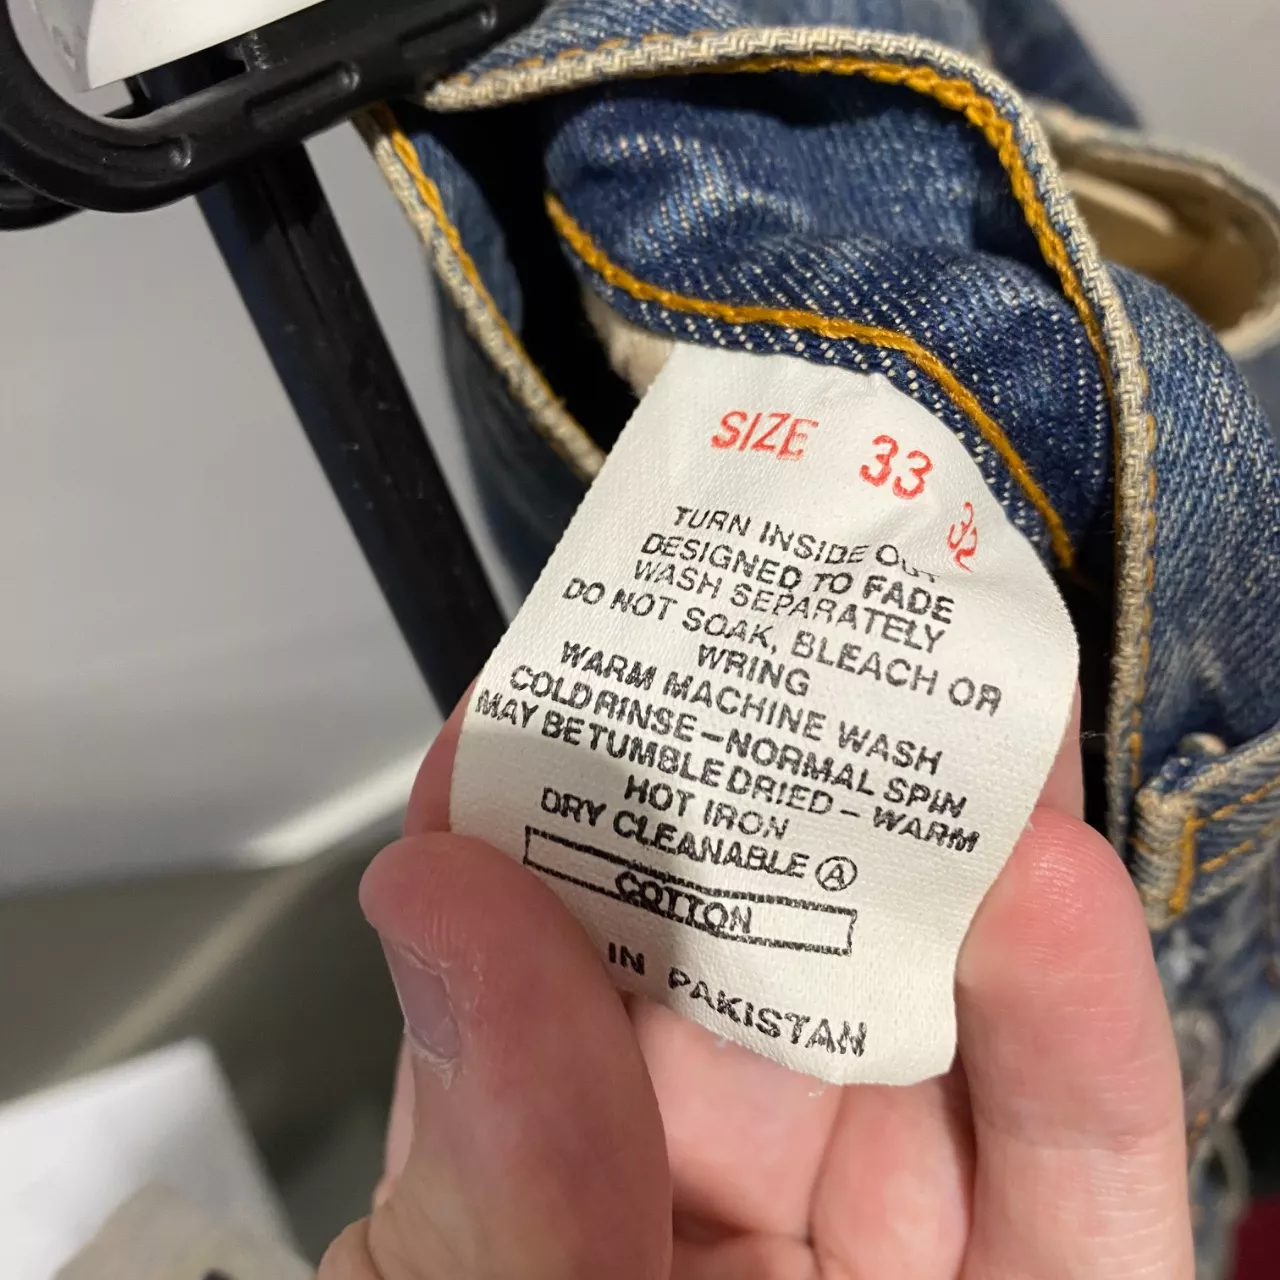 SIZE 33 32
TURN INSIDE OUT
DESIGNED TO FADE
WASH SEPARATELY
DO NOT SOAK, BLEACH OR
WRING
WARM MACHINE WASH
COLD RINSE-NORMAL SPIN
MAY BE TUMBLE DRIED - WARM
HOT IRON
DRY CLEANABLE Ⓐ
COTTON
IN PAKISTAN